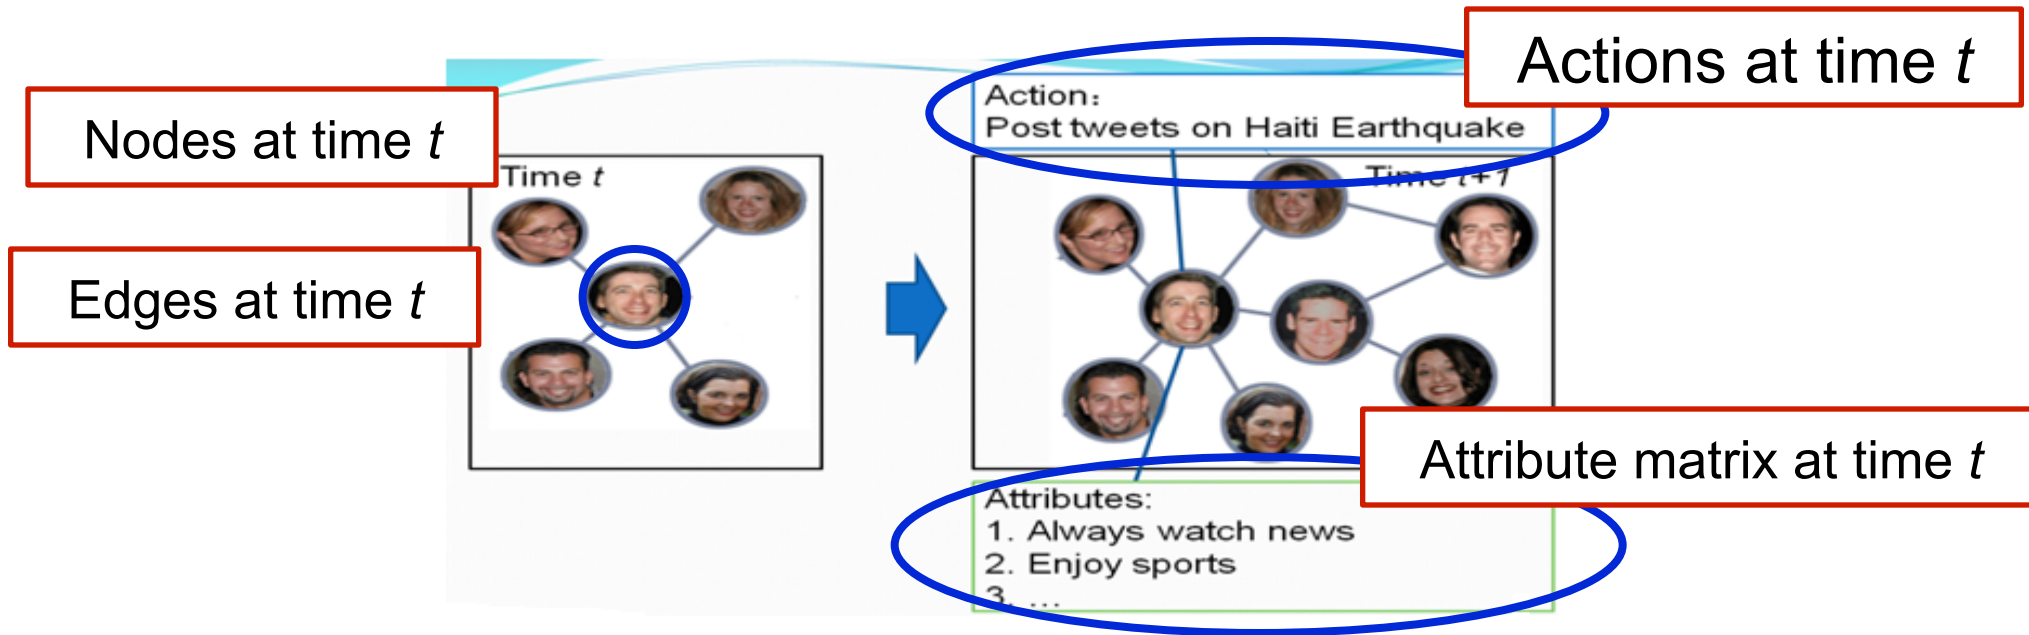 Actions at time t
Action:
Post tweets on Haiti Earthquake
Nodes at time t
Time t
Time t+1
Edges at time t
Attribute matrix at time t
Attributes:
1. Always watch news
2. Enjoy sports
3. ...